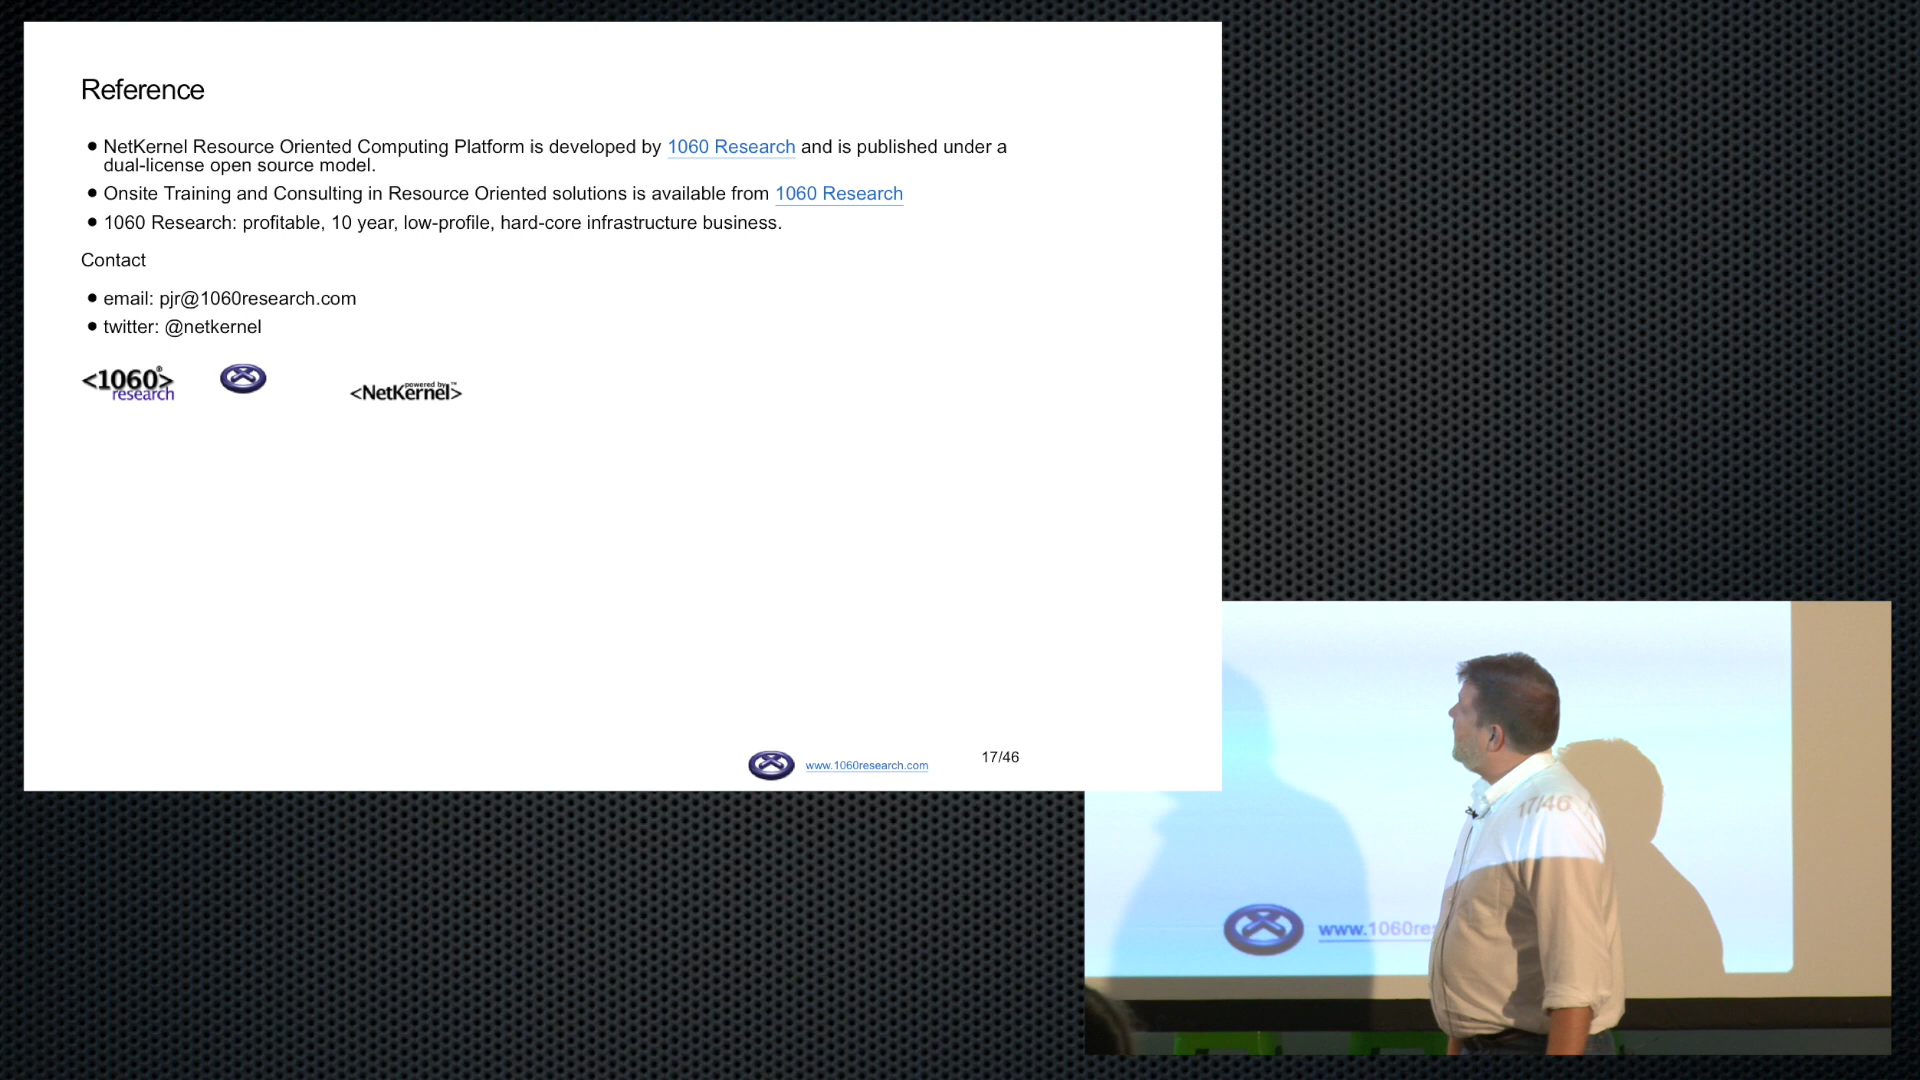 Reference
NetKernel Resource Oriented Computing Platform is developed by 1060 Research and is published under a
dual-license open source model.
Onsite Training and Consulting in Resource Oriented solutions is available from 1060 Research
1060 Research: profitable, 10 year, low-profile, hard-core infrastructure business.
Contact
email: pjr@1060research.com
twitter: @netkernel
<1060>®
research
powered by™
<NetKernel>
www.1060research.com
17/46
17/46
www.1060re